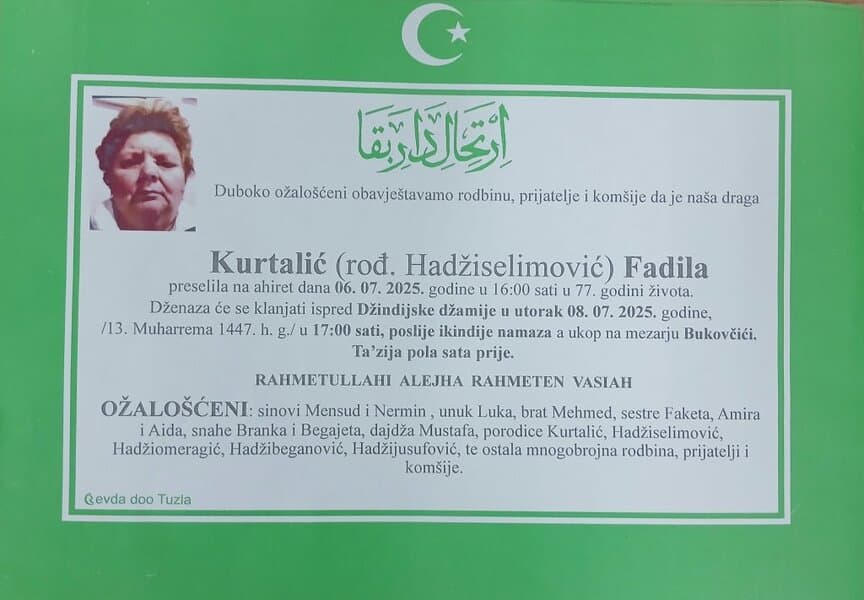 اِرْتِحَالِ دَارِ بَقَا
Duboko ožalošćeni obavještavamo rodbinu, prijatelje i komšije da je naša draga
Kurtalić (rođ. Hadžiselimović) Fadila
preselila na ahiret dana 06. 07. 2025. godine u 16:00 sati u 77. godini života.
Dženaza će se klanjati ispred Džindijske džamije u utorak 08. 07. 2025. godine,
/13. Muharrema 1447. h. g./ u 17:00 sati, poslije ikindije namaza a ukop na mezarju Bukovčići.
Ta’zija pola sata prije.
RAHMETULLAHI ALEJHA RAHMETEN VASIAH
OŽALOŠĆENI: sinovi Mensud i Nermin , unuk Luka, brat Mehmed, sestre Faketa, Amira
i Aida, snahe Branka i Begajeta, dajdža Mustafa, porodice Kurtalić, Hadžiselimović,
Hadžiomeragić, Hadžibeganović, Hadžijusufović, te ostala mnogobrojna rodbina, prijatelji i
komšije.
Ševda doo Tuzla